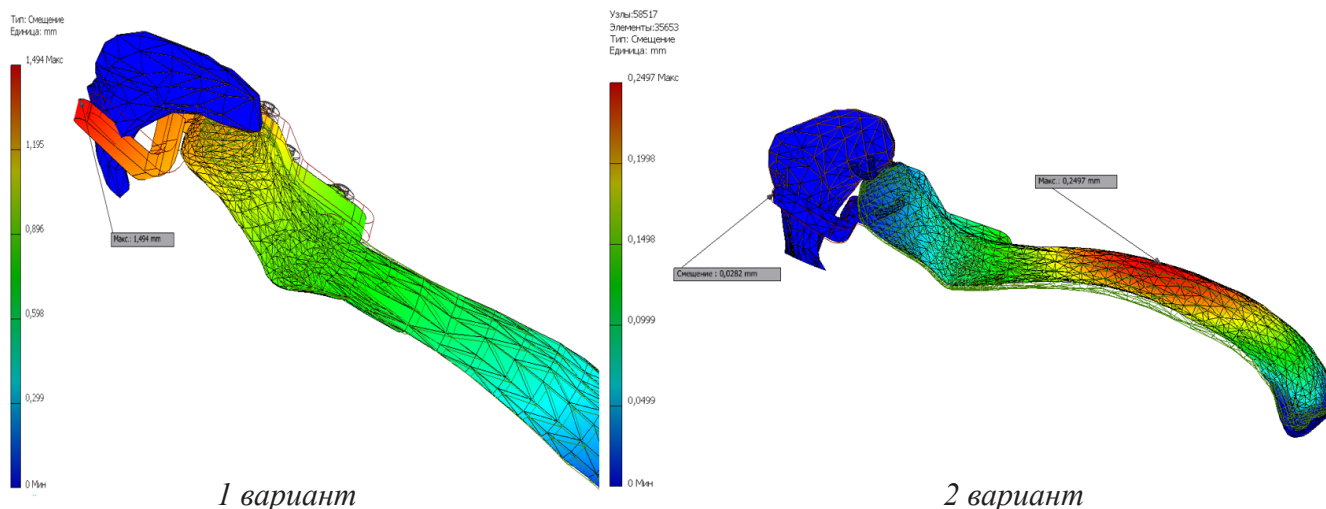 Тип: Смещение
Единица: mm
1,494 Макс
1,195
0,896
0,598
0,299
0 Мин
Макс.: 1,494 mm
1 вариант
Узлы:58517
Элементы:35653
Тип: Смещение
Единица: mm
0,2497 Макс
0,1998
0,1498
0,0999
0,0499
0 Мин
Макс.: 0,2497 mm
Смещение : 0,0282 mm
2 вариант